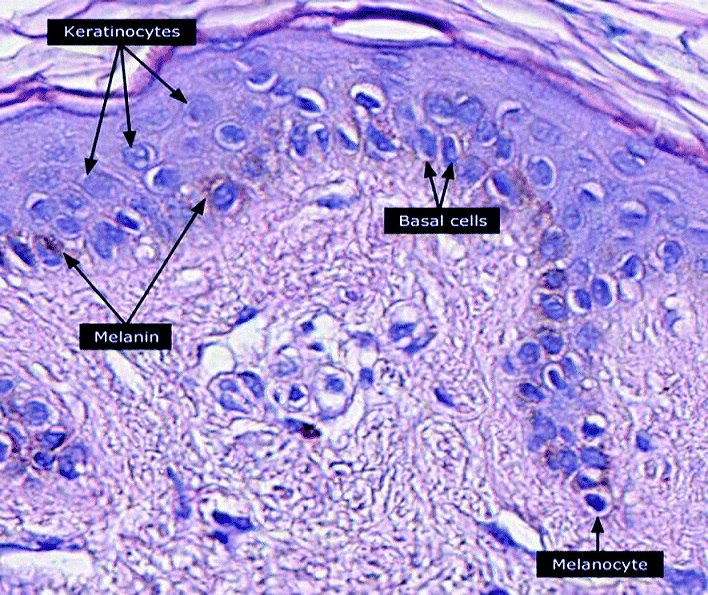 Keratinocytes
Basal cells
Melanin
Melanocyte